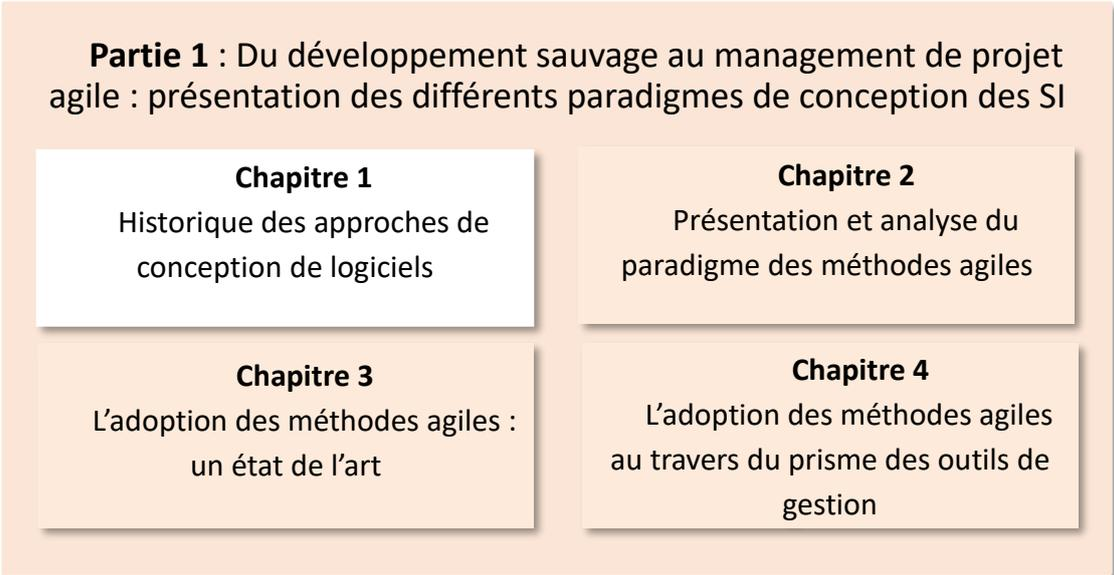 Partie 1 : Du développement sauvage au management de projet
agile : présentation des différents paradigmes de conception des SI
Chapitre 1
Historique des approches de
conception de logiciels
Chapitre 2
Présentation et analyse du
paradigme des méthodes agiles
Chapitre 3
L’adoption des méthodes agiles :
un état de l’art
Chapitre 4
L’adoption des méthodes agiles
au travers du prisme des outils de
gestion